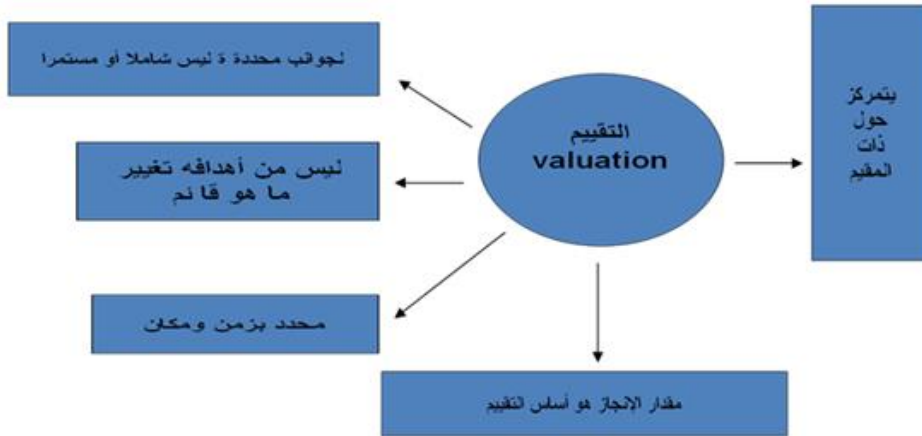 التقييم
valuation
يتمركز
حول
ذات
المقيم
لجوانب محددة ة ليس شاملا أو مستمرا
ليس من أهدافه تغيير
ما هو قائم
محدد بزمن ومكان
مقدار الإنجاز هو أساس التقييم